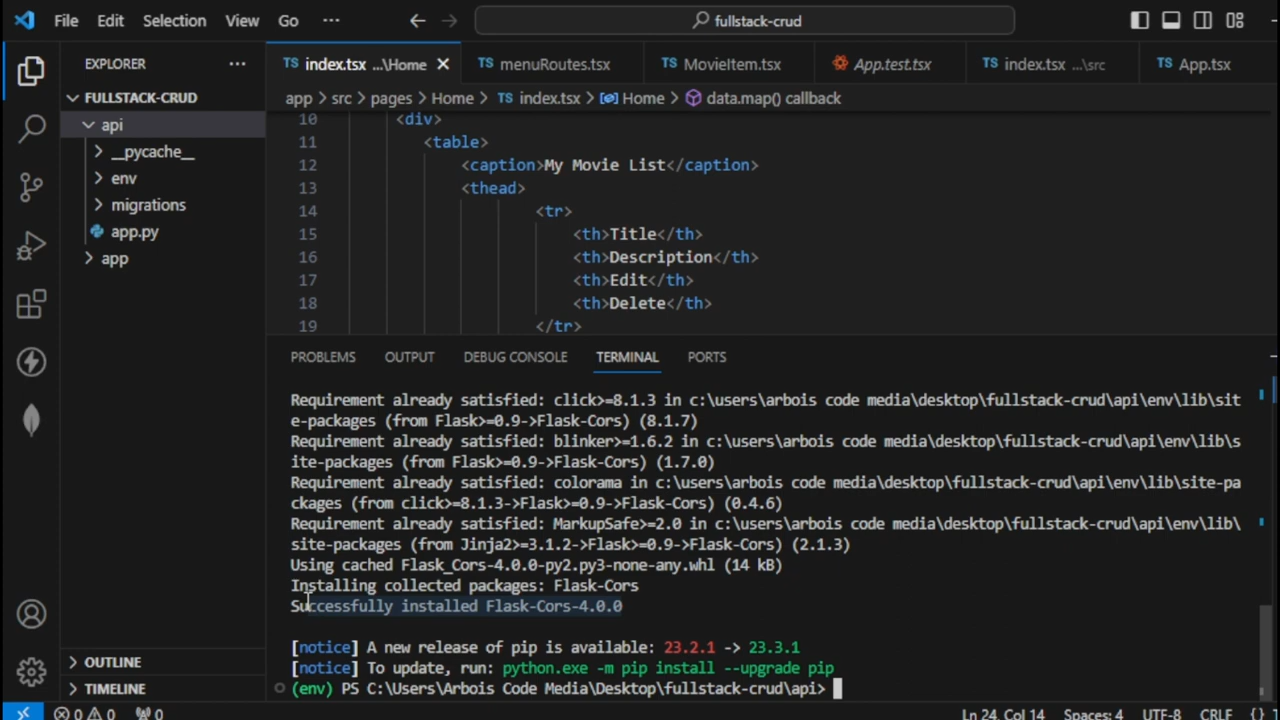 File Edit Selection View Go ··· fullstack-crud
EXPLORER ···
FULLSTACK-CRUD
api
__pycache__
env
migrations
app.py
app
OUTLINE
TIMELINE
TS index.tsx ...\Home TS menuRoutes.tsx TS MovieItem.tsx App.test.tsx TS index.tsx ...\src TS App.tsx
app > src > pages > Home > TS index.tsx > Home > data.map() callback
10 <div>
11 <table>
12 <caption>My Movie List</caption>
13 <thead>
14 <tr>
15 <th>Title</th>
16 <th>Description</th>
17 <th>Edit</th>
18 <th>Delete</th>
19 </tr>
PROBLEMS OUTPUT DEBUG CONSOLE TERMINAL PORTS
Requirement already satisfied: click>=8.1.3 in c:\users\arbois code media\desktop\fullstack-crud\api\env\lib\sit
e-packages (from Flask>=0.9->Flask-Cors) (8.1.7)
Requirement already satisfied: blinker>=1.6.2 in c:\users\arbois code media\desktop\fullstack-crud\api\env\lib\s
ite-packages (from Flask>=0.9->Flask-Cors) (1.7.0)
Requirement already satisfied: colorama in c:\users\arbois code media\desktop\fullstack-crud\api\env\lib\site-pa
ckages (from click>=8.1.3->Flask>=0.9->Flask-Cors) (0.4.6)
Requirement already satisfied: MarkupSafe>=2.0 in c:\users\arbois code media\desktop\fullstack-crud\api\env\lib\
site-packages (from Jinja2>=3.1.2->Flask>=0.9->Flask-Cors) (2.1.3)
Using cached Flask_Cors-4.0.0-py2.py3-none-any.whl (14 kB)
Installing collected packages: Flask-Cors
Successfully installed Flask-Cors-4.0.0
[notice] A new release of pip is available: 23.2.1 -> 23.3.1
[notice] To update, run: python.exe -m pip install --upgrade pip
(env) PS C:\Users\Arbois Code Media\Desktop\fullstack-crud\api>
0 0 0 Ln 24, Col 14 Spaces: 4 UTF-8 CRLF {}